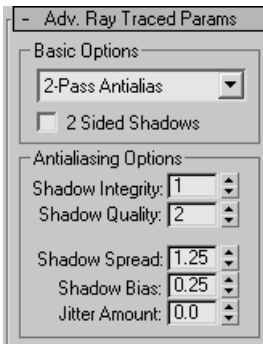 - Adv. Ray Traced Params
Basic Options
2-Pass Antialias
2 Sided Shadows
Antialiasing Options
Shadow Integrity: 1
Shadow Quality: 2
Shadow Spread: 1.25
Shadow Bias: 0.25
Jitter Amount: 0.0